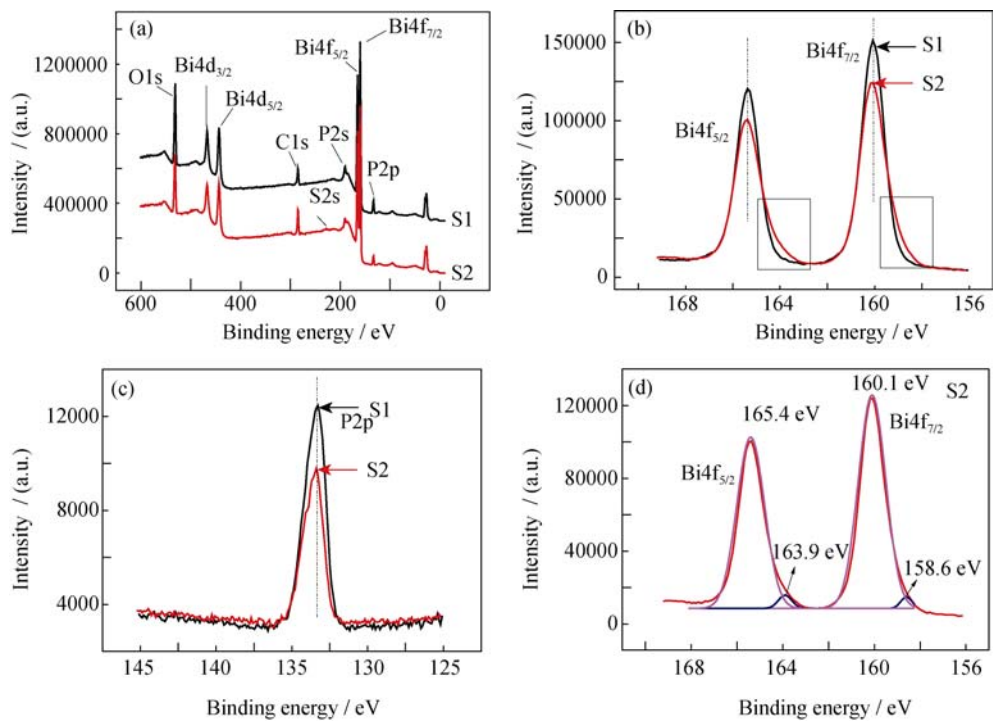 (a)
Bi4f7/2
1200000
Bi4f5/2
O1s
Bi4d3/2
Bi4d5/2
800000
C1s
P2s
P2p
S2s
400000
S1
S2
0
600 400 200 0
Intensity / (a.u.)
Binding energy / eV
(b)
150000
Bi4f7/2
S1
S2
Bi4f5/2
100000
50000
10000
168 164 160 156
Intensity / (a.u.)
Binding energy / eV
(c)
12000
S1
P2p
S2
8000
4000
145 140 135 130 125
Intensity / (a.u.)
Binding energy / eV
(d)
160.1 eV
S2
120000
165.4 eV
Bi4f7/2
Bi4f5/2
80000
163.9 eV
158.6 eV
40000
0
168 164 160 156
Intensity / (a.u.)
Binding energy / eV